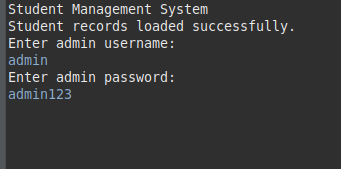 Student Management System
Student records loaded successfully.
Enter admin username:
admin
Enter admin password:
admin123